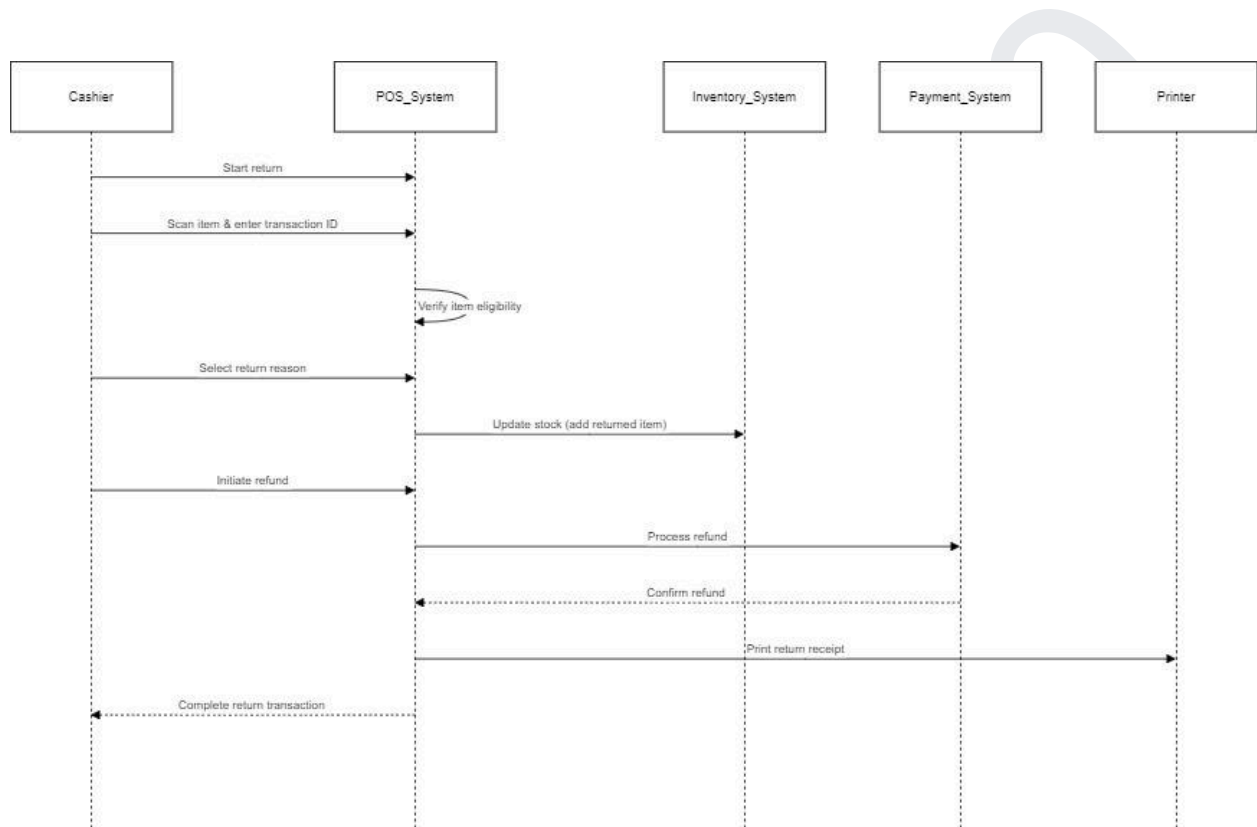 Cashier
POS_System
Inventory_System
Payment_System
Printer
Start return
Scan item & enter transaction ID
Verify item eligibility
Select return reason
Update stock (add returned item)
Initiate refund
Process refund
Confirm refund
Print return receipt
Complete return transaction